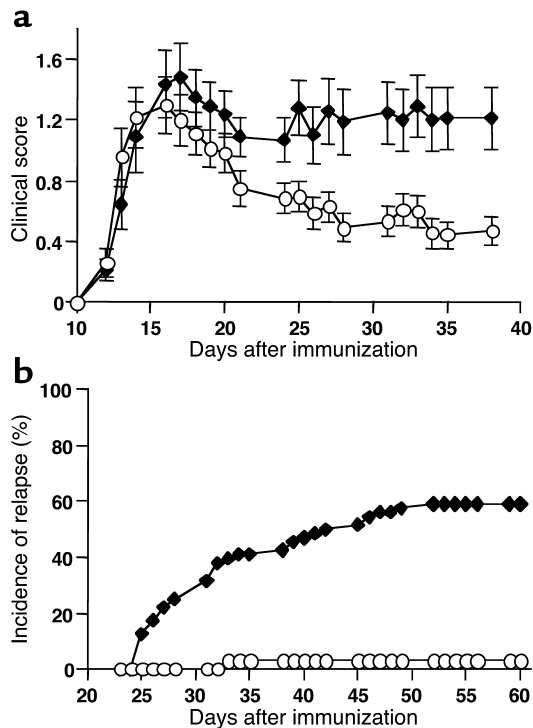 a
Clinical score
1.6
1.2
0.8
0.4
0
10 15 20 25 30 35 40
Days after immunization
b
Incidence of relapse (%)
100
80
60
40
20
0
20 25 30 35 40 45 50 55 60
Days after immunization